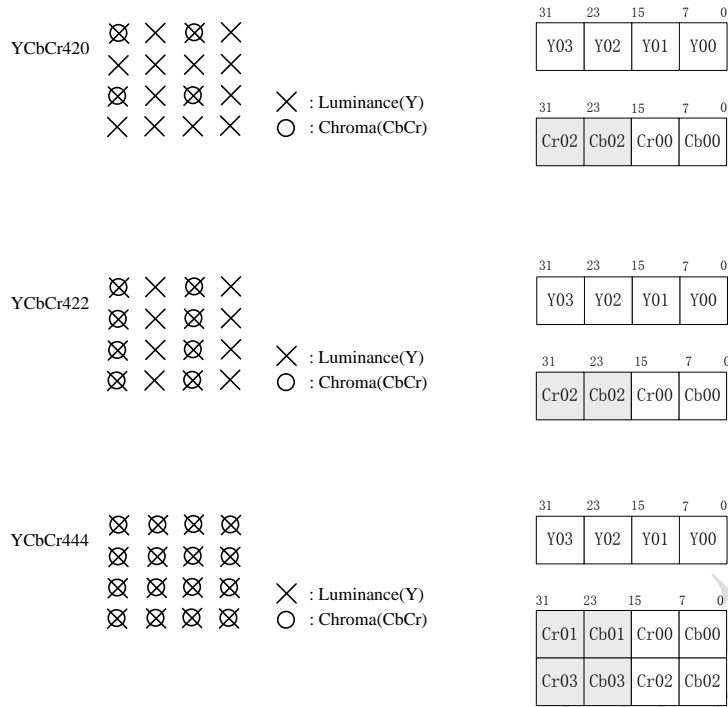 31 23 15 7 0
YCbCr420
Y03 Y02 Y01 Y00
: Luminance(Y)
: Chroma(CbCr)
31 23 15 7 0
Cr02 Cb02 Cr00 Cb00
31 23 15 7 0
YCbCr422
Y03 Y02 Y01 Y00
: Luminance(Y)
: Chroma(CbCr)
31 23 15 7 0
Cr02 Cb02 Cr00 Cb00
31 23 15 7 0
YCbCr444
Y03 Y02 Y01 Y00
: Luminance(Y)
: Chroma(CbCr)
31 23 15 7 0
Cr01 Cb01 Cr00 Cb00
Cr03 Cb03 Cr02 Cb02